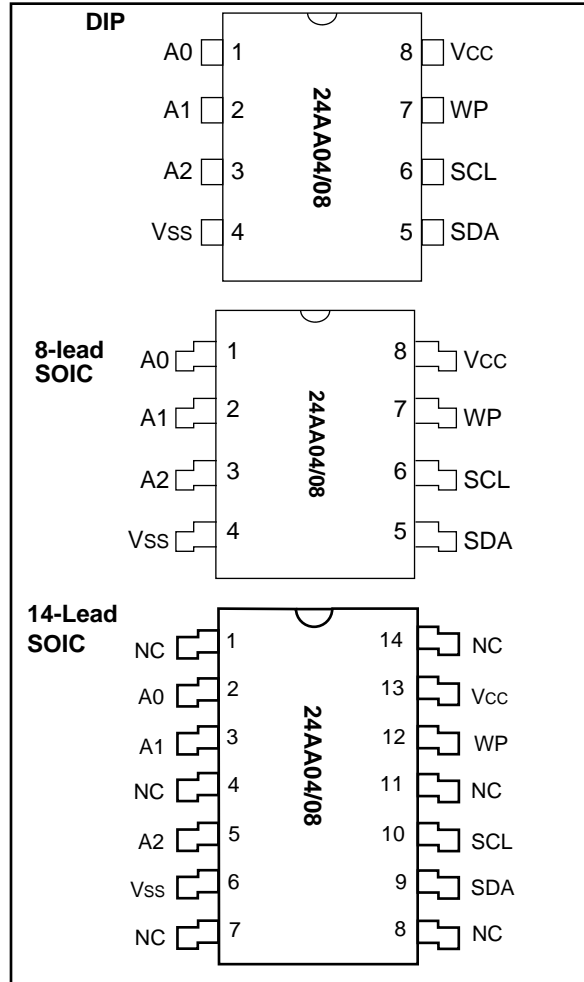 DIP
A0 1 8 VCC
A1 2 7 WP
A2 3 6 SCL
VSS 4 5 SDA
24AA04/08
8-lead
SOIC
A0 1 8 VCC
A1 2 7 WP
A2 3 6 SCL
VSS 4 5 SDA
24AA04/08
14-Lead
SOIC
NC 1 14 NC
A0 2 13 VCC
A1 3 12 WP
NC 4 11 NC
A2 5 10 SCL
VSS 6 9 SDA
NC 7 8 NC
24AA04/08